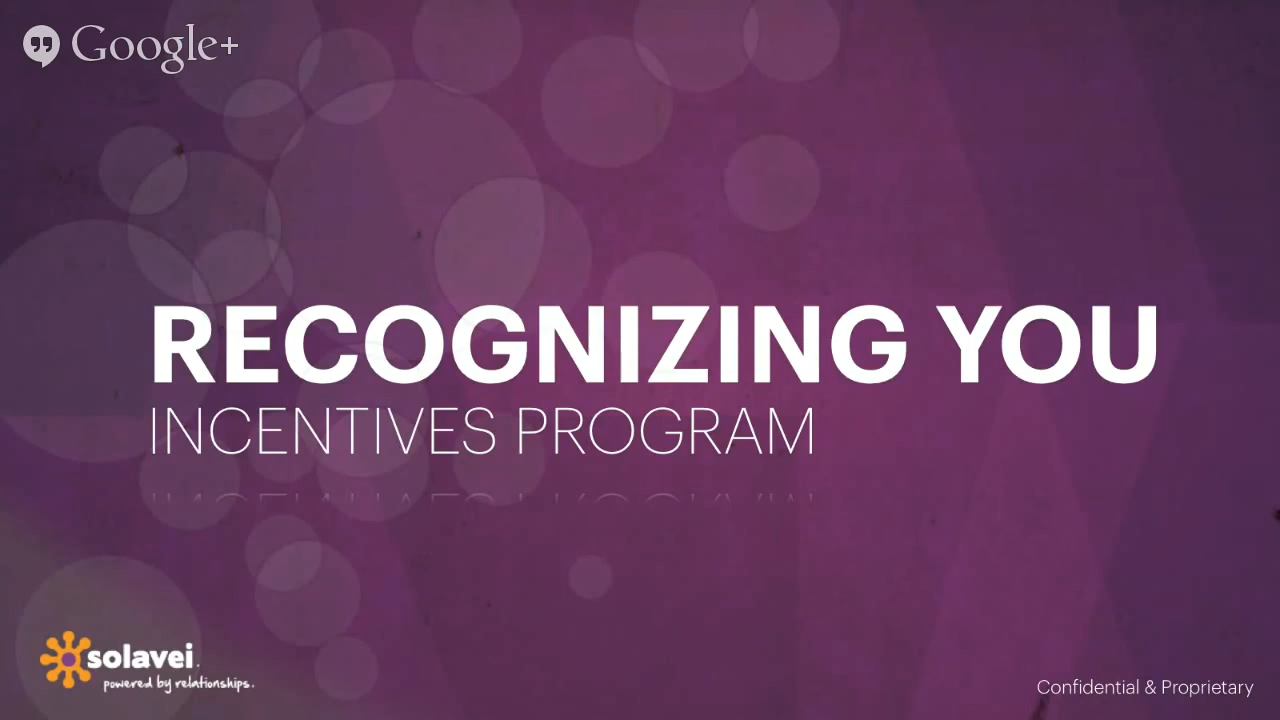 Google+
RECOGNIZING YOU
INCENTIVES PROGRAM
solavei.
powered by relationships.
Confidential & Proprietary